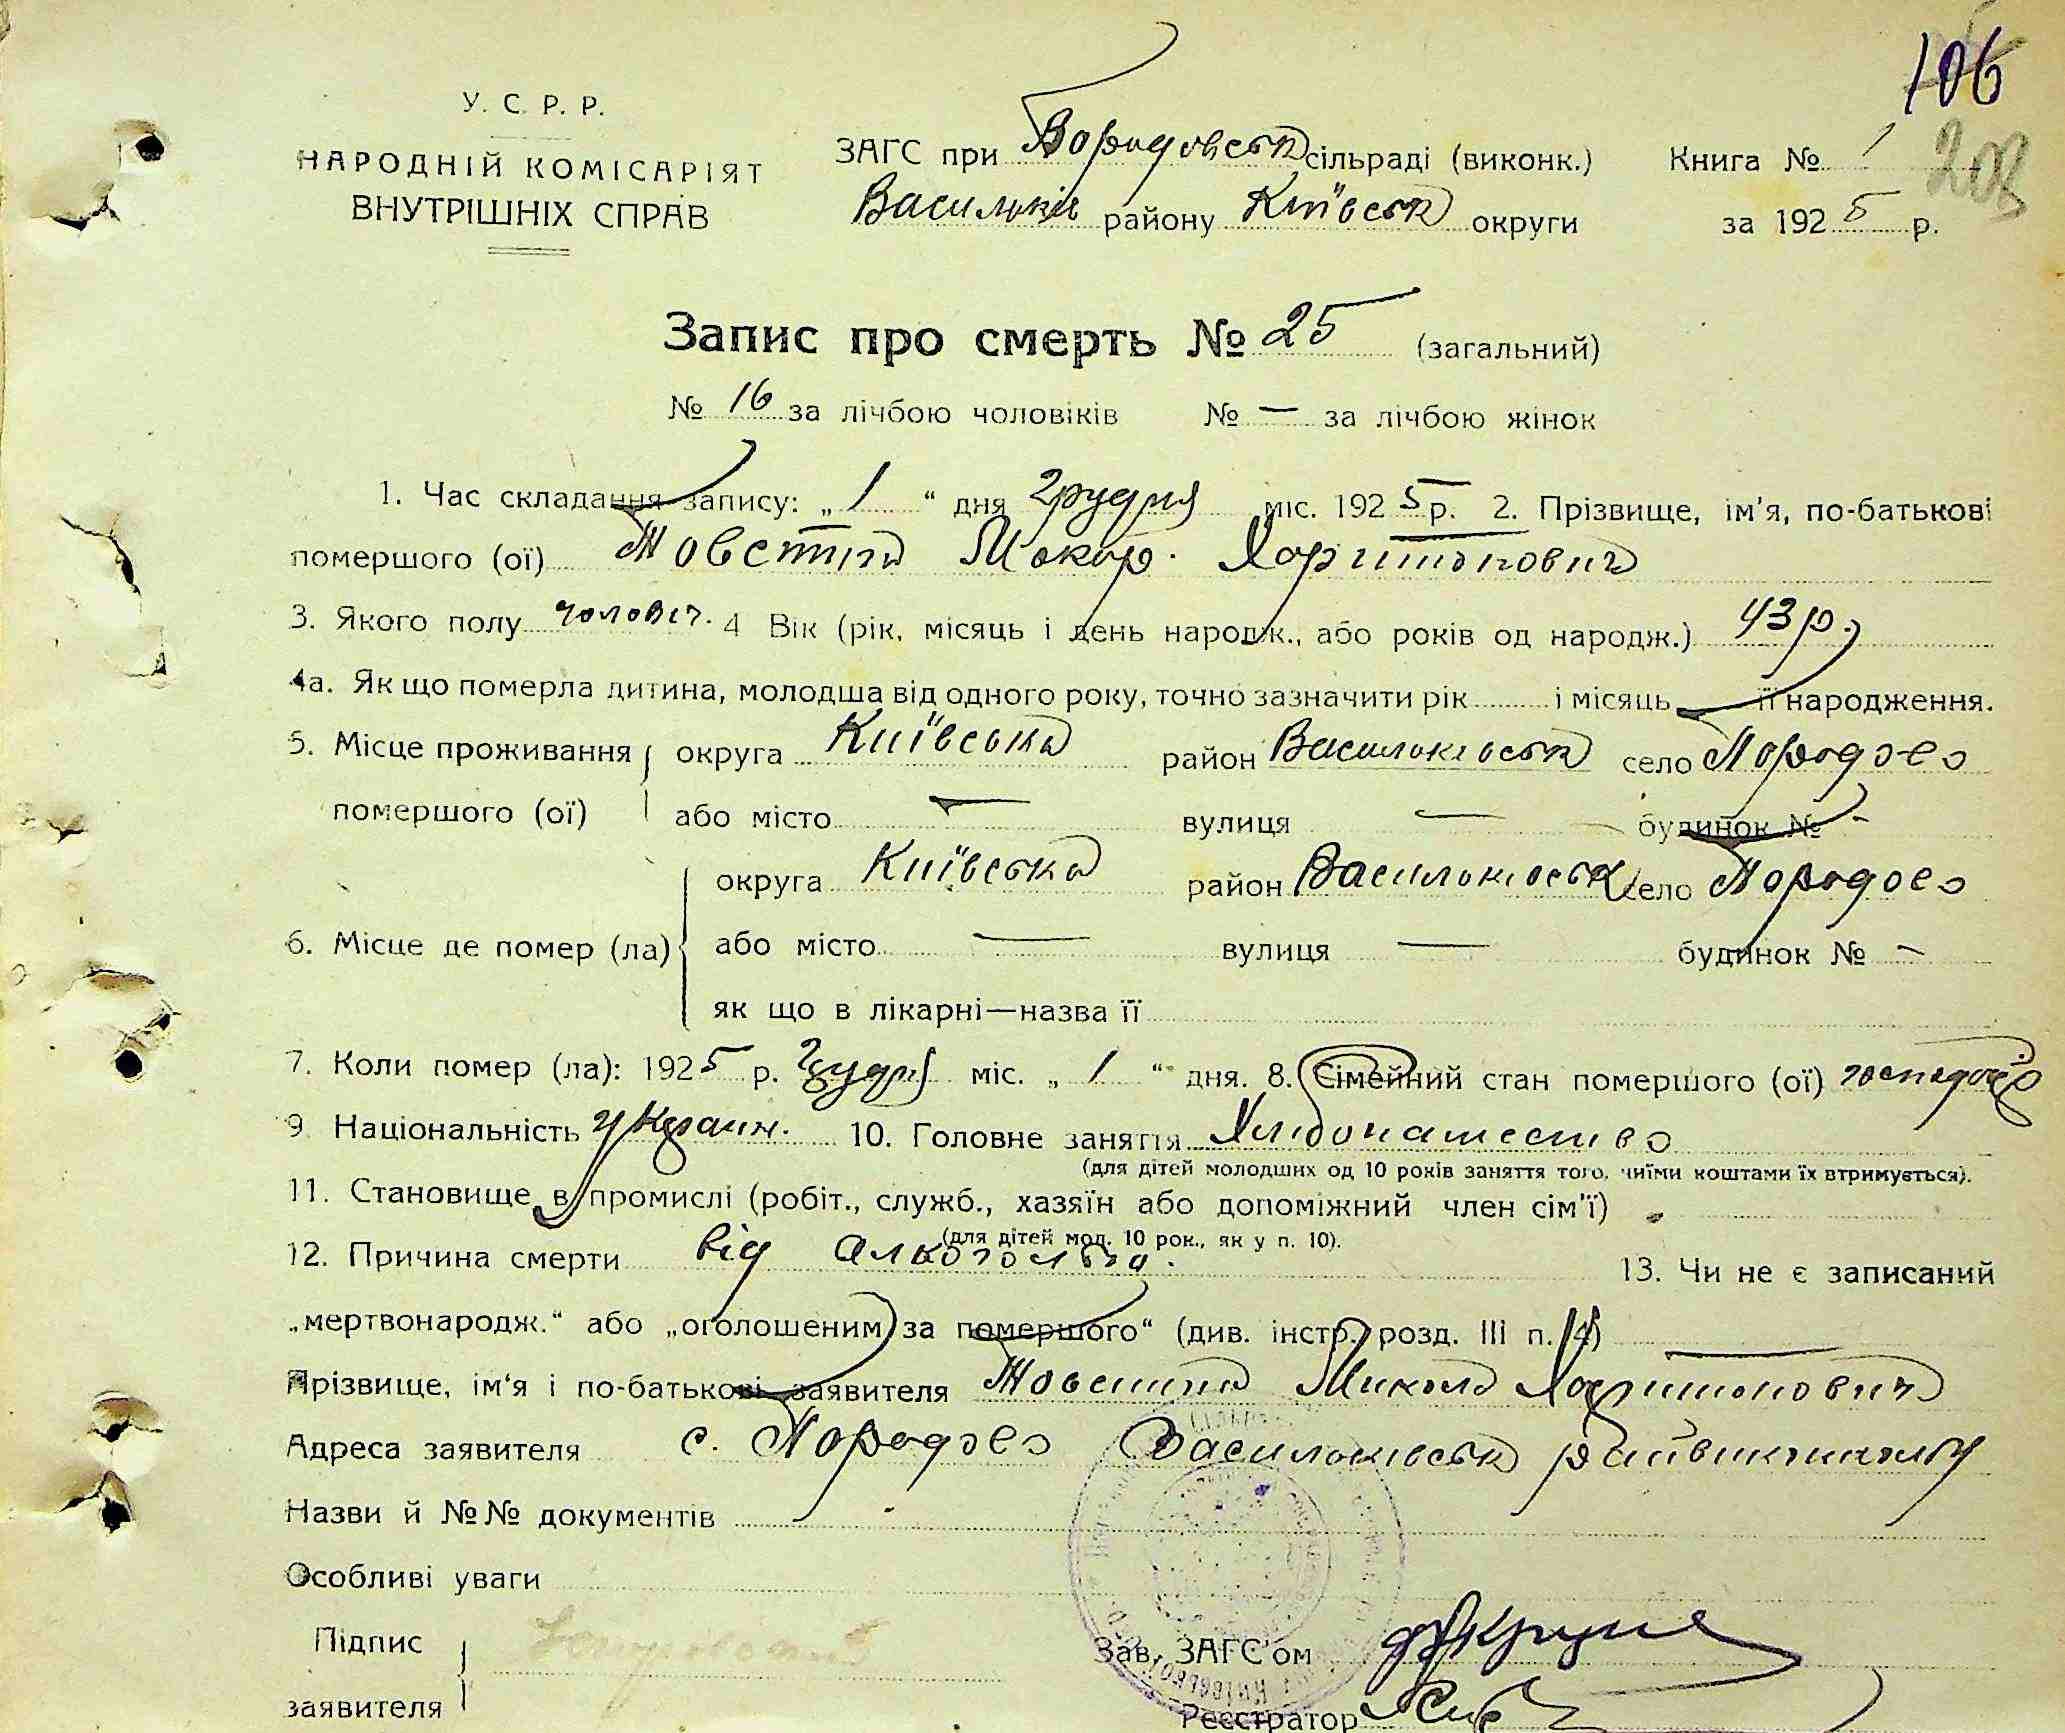 106
У. С. Р. Р.
НАРОДНІЙ КОМІСАРІЯТ
ВНУТРІШНІХ СПРАВ
ЗАГС при сільраді (виконк.)
Книга № 1
208
Васильків району Київськ округи
за 1925 р.
Запис про смерть № 25 (загальний)
№ 16 за лічбою чоловіків № — за лічбою жінок
1. Час складання запису: „ 1 “ дня грудня міс. 1925 р. 2. Прізвище, ім'я, по-батькові
помершого (ої) Товстик Макар Харитонович
3. Якого полу чоловіч. 4 Вік (рік, місяць і день народж., або років од народж.) 43 р.
4а. Як що померла дитина, молодша від одного року, точно зазначити рік і місяць — її народження.
5. Місце проживання округа Київська район Васильківськ село
помершого (ої) або місто — вулиця — будинок № -
округа Київська район Васильківськ село
6. Місце де помер (ла) або місто — вулиця — будинок № -
як що в лікарні—назва її
7. Коли помер (ла): 1925 р. грудня міс. „ 1 “ дня. 8. Сімейний стан помершого (ої)
9 Національність україн. 10. Головне заняття Хлібопашество
(для дітей молодших од 10 років заняття того, чиїми коштами їх втримується).
11. Становище в промислі (робіт., служб., хазяїн або допоміжний член сім'ї)
(для дітей мол. 10 рок., як у п. 10).
12. Причина смерти від алкоголю. 13. Чи не є записаний
„мертвонародж.“ або „оголошеним за помершого“ (див. інстр. розд. III п. 4) —
Прізвище, ім'я і по-батькові заявителя Товстик Микола Харитонович
Адреса заявителя с. Васильківськ
Назви й №№ документів
Особливі уваги
Підпис
заявителя
Зав. ЗАГС'ом
Реєстратор